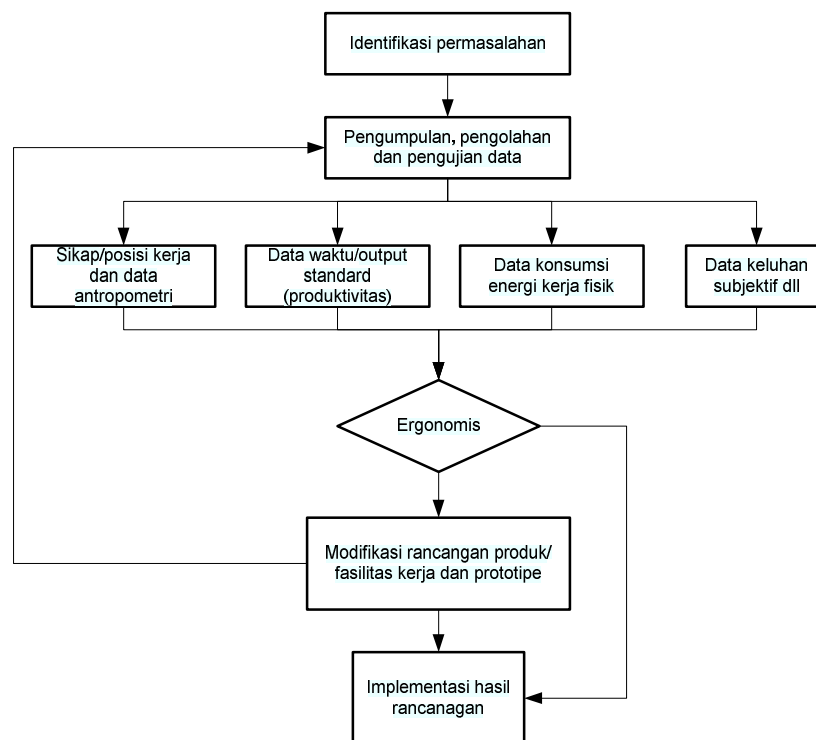 Identifikasi permasalahan
Pengumpulan, pengolahan
dan pengujian data
Sikap/posisi kerja
dan data
antropometri
Data waktu/output
standard
(produktivitas)
Data konsumsi
energi kerja fisik
Data keluhan
subjektif dll
Ergonomis
Modifikasi rancangan produk/
fasilitas kerja dan prototipe
Implementasi hasil
rancanagan